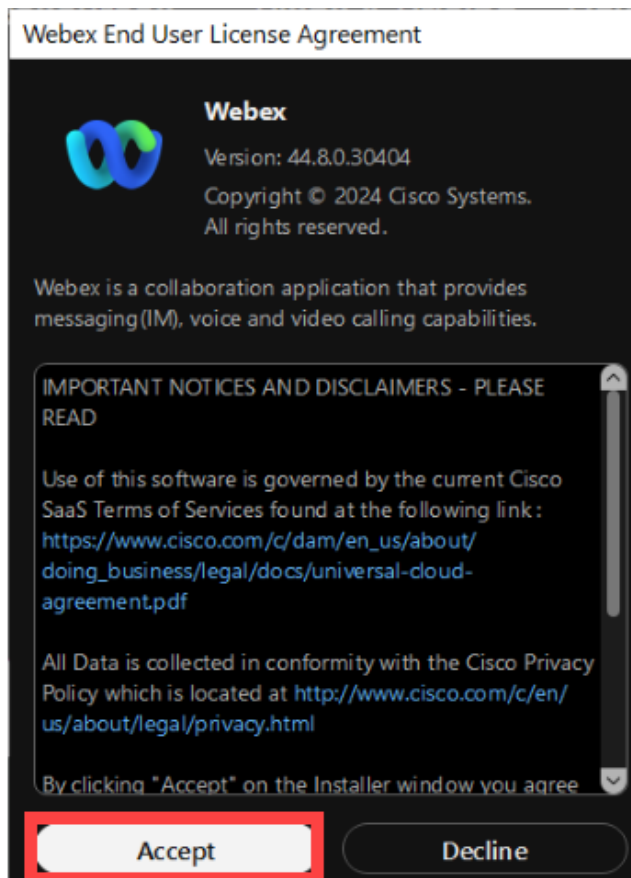 Webex End User License Agreement
Webex
Version: 44.8.0.30404
Copyright © 2024 Cisco Systems.
All rights reserved.
Webex is a collaboration application that provides
messaging(IM), voice and video calling capabilities.
IMPORTANT NOTICES AND DISCLAIMERS - PLEASE
READ
Use of this software is governed by the current Cisco
SaaS Terms of Services found at the following link :
https://www.cisco.com/c/dam/en_us/about/
doing_business/legal/docs/universal-cloud-
agreement.pdf
All Data is collected in conformity with the Cisco Privacy
Policy which is located at http://www.cisco.com/c/en/
us/about/legal/privacy.html
By clicking "Accept" on the Installer window you agree
Accept
Decline